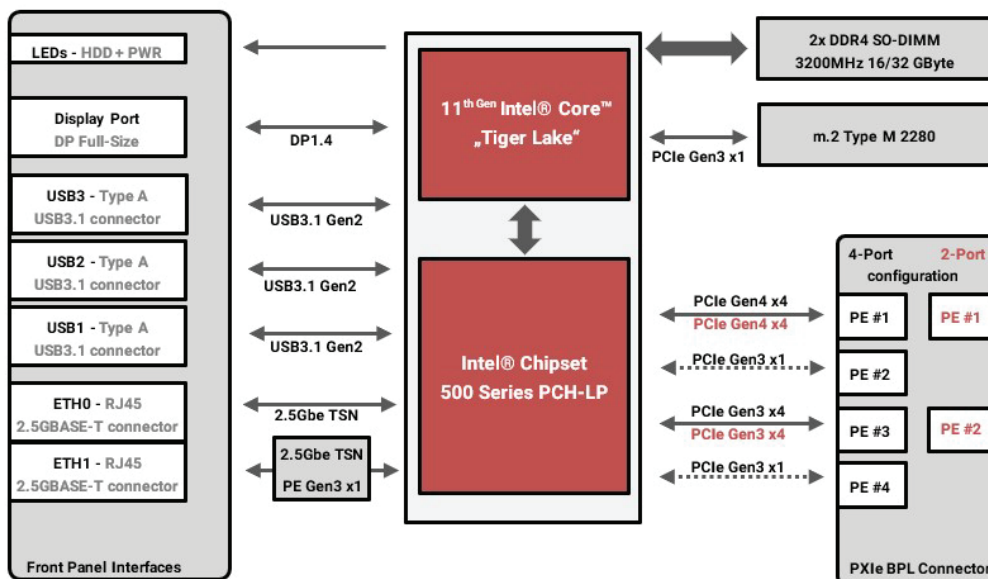 LEDs - HDD + PWR
Display Port
DP Full-Size
USB3 - Type A
USB3.1 connector
USB2 - Type A
USB3.1 connector
USB1 - Type A
USB3.1 connector
ETH0 - RJ45
2.5GBASE-T connector
ETH1 - RJ45
2.5GBASE-T connector
Front Panel Interfaces
DP1.4
USB3.1 Gen2
USB3.1 Gen2
USB3.1 Gen2
2.5Gbe TSN
2.5Gbe TSN
PE Gen3 x1
11th Gen Intel® Core™
„Tiger Lake“
Intel® Chipset
500 Series PCH-LP
2x DDR4 SO-DIMM
3200MHz 16/32 GByte
PCIe Gen3 x1
m.2 Type M 2280
PCIe Gen4 x4
PCIe Gen4 x4
PCIe Gen3 x1
PCIe Gen3 x4
PCIe Gen3 x4
PCIe Gen3 x1
4-Port 2-Port
configuration
PE #1 PE #1
PE #2
PE #3 PE #2
PE #4
PXIe BPL Connector